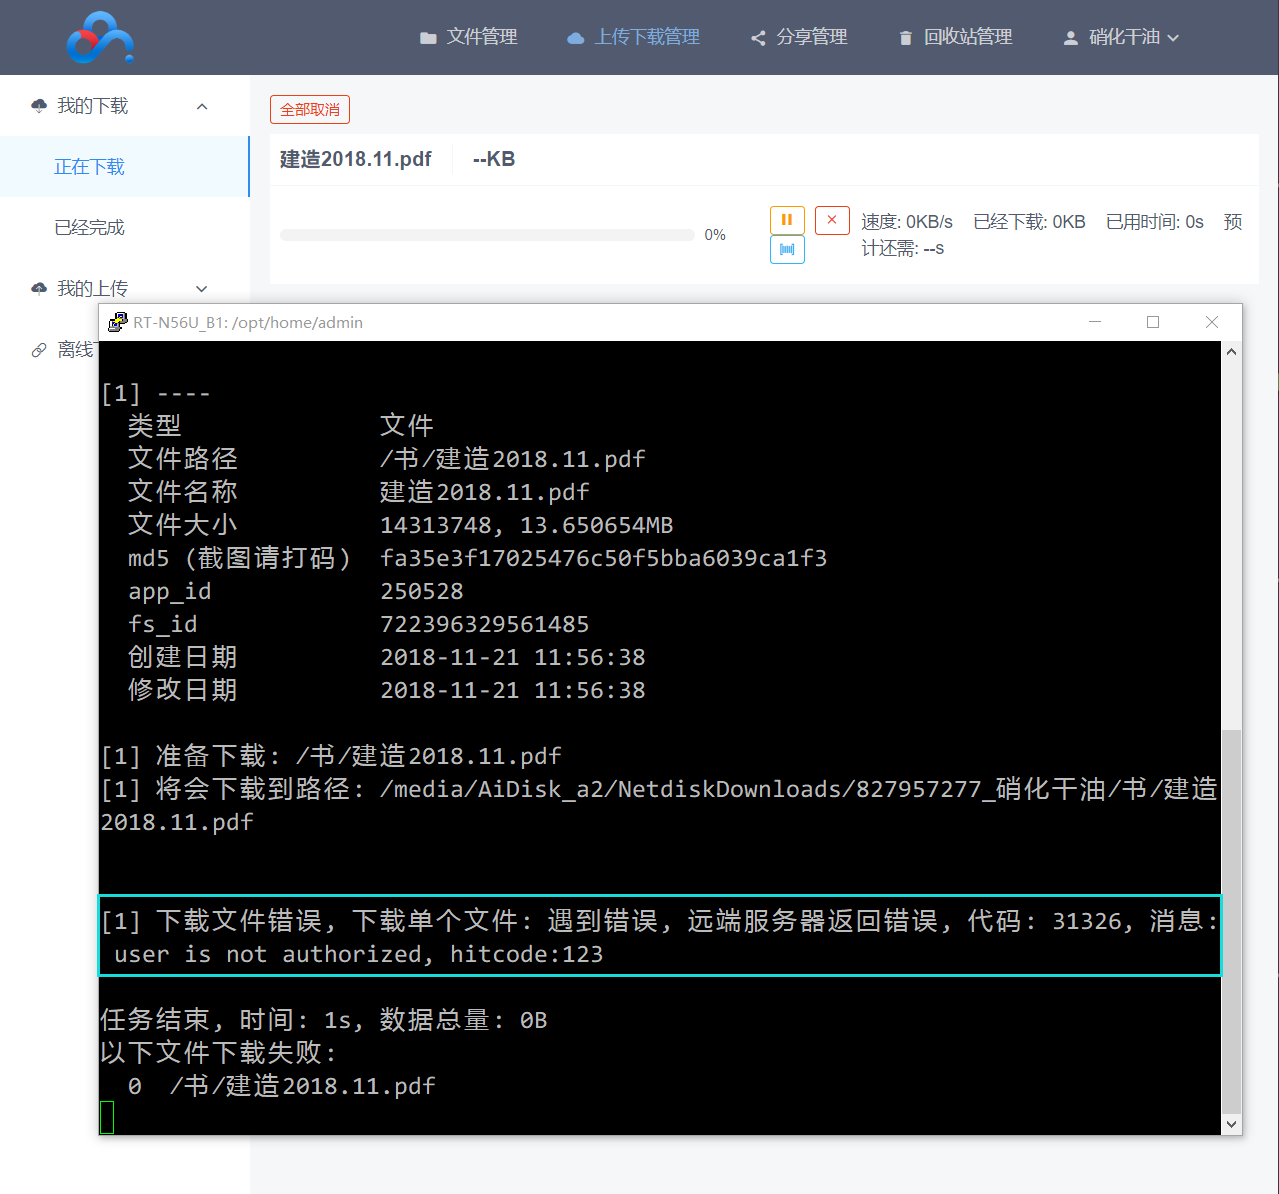 文件管理 上传下载管理 分享管理 回收站管理 硝化干油
我的下载
正在下载
已经完成
我的上传
离线
全部取消
建造2018.11.pdf --KB
0%
速度: 0KB/s 已经下载: 0KB 已用时间: 0s 预
计还需: --s
RT-N56U_B1: /opt/home/admin
[1] ----
类型 文件
文件路径 /书/建造2018.11.pdf
文件名称 建造2018.11.pdf
文件大小 14313748, 13.650654MB
md5 (截图请打码) fa35e3f17025476c50f5bba6039ca1f3
app_id 250528
fs_id 722396329561485
创建日期 2018-11-21 11:56:38
修改日期 2018-11-21 11:56:38
[1] 准备下载: /书/建造2018.11.pdf
[1] 将会下载到路径: /media/AiDisk_a2/NetdiskDownloads/827957277_硝化干油/书/建造
2018.11.pdf
[1] 下载文件错误, 下载单个文件: 遇到错误, 远端服务器返回错误, 代码: 31326, 消息:
user is not authorized, hitcode:123
任务结束, 时间: 1s, 数据总量: 0B
以下文件下载失败:
0 /书/建造2018.11.pdf